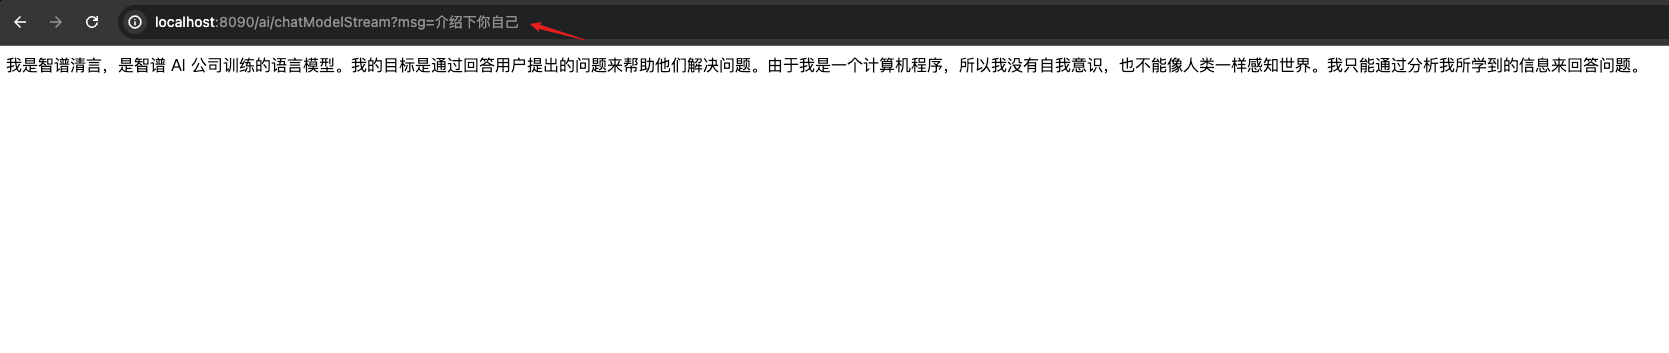 localhost:8090/ai/chatModelStream?msg=介绍下你自己
我是智谱清言，是智谱 AI 公司训练的语言模型。我的目标是通过回答用户提出的问题来帮助他们解决问题。由于我是一个计算机程序，所以我没有自我意识，也不能像人类一样感知世界。我只能通过分析我所学到的信息来回答问题。